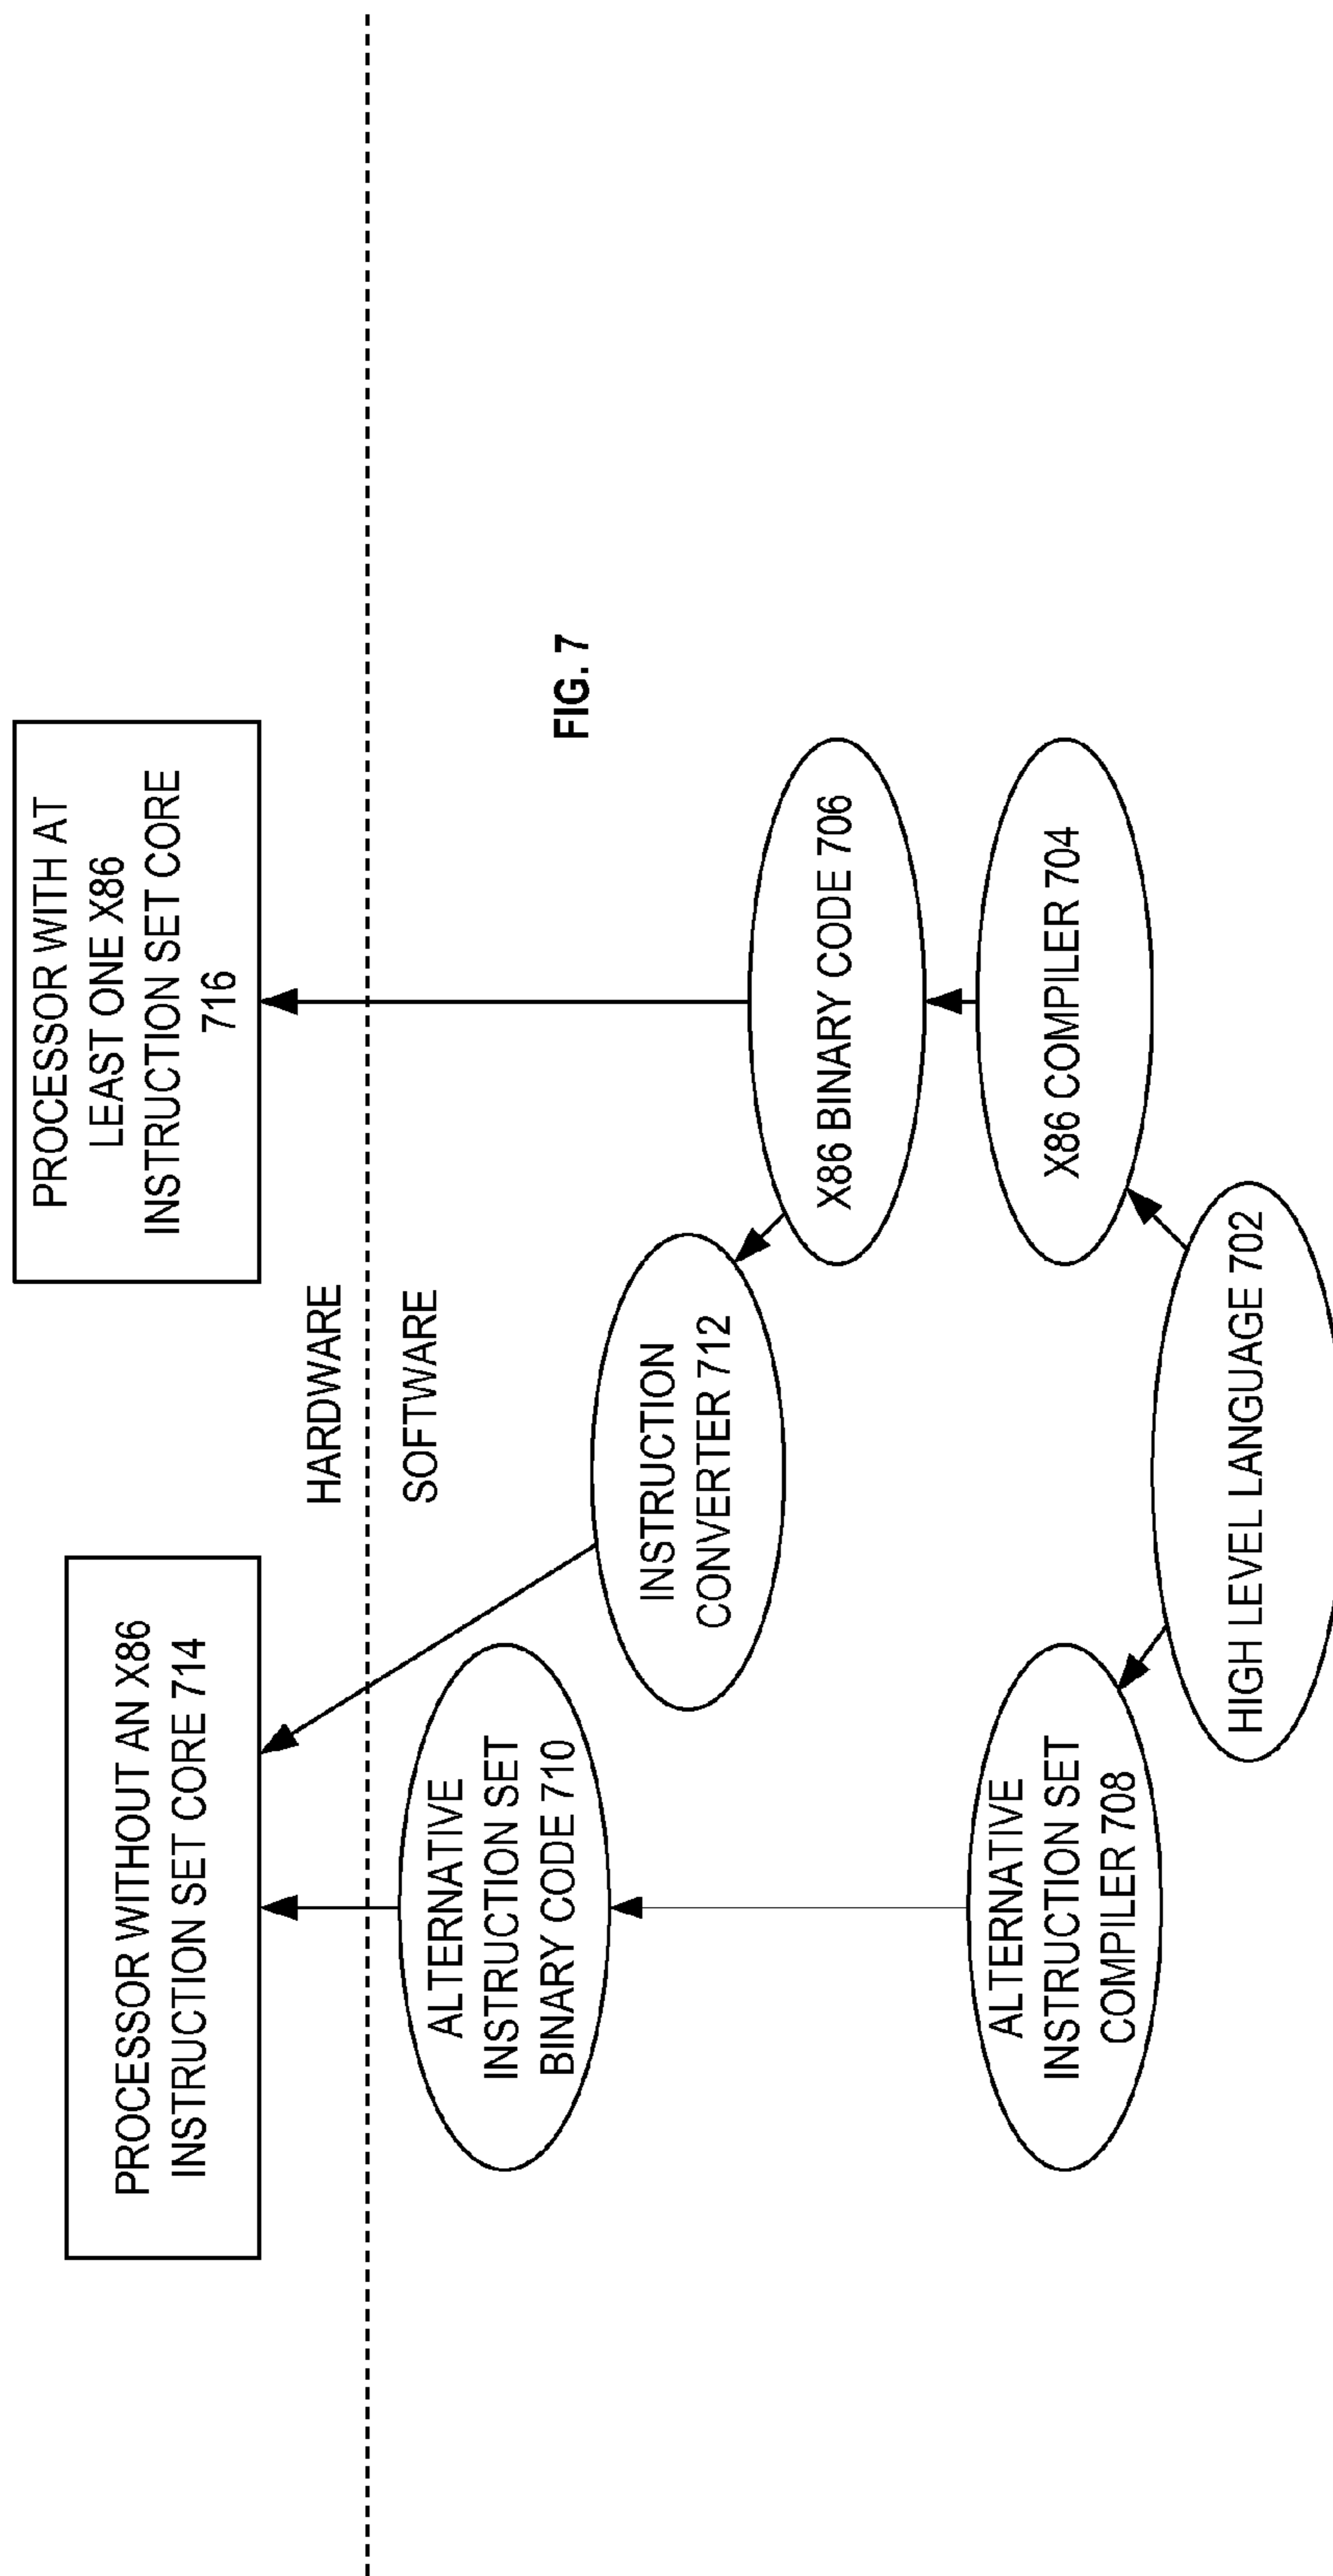 PROCESSOR WITHOUT AN X86
INSTRUCTION SET CORE 714
PROCESSOR WITH AT
LEAST ONE X86
INSTRUCTION SET CORE
716
HARDWARE
SOFTWARE
ALTERNATIVE
INSTRUCTION SET
BINARY CODE 710
INSTRUCTION
CONVERTER 712
FIG. 7
X86 BINARY CODE 706
ALTERNATIVE
INSTRUCTION SET
COMPILER 708
X86 COMPILER 704
HIGH LEVEL LANGUAGE 702